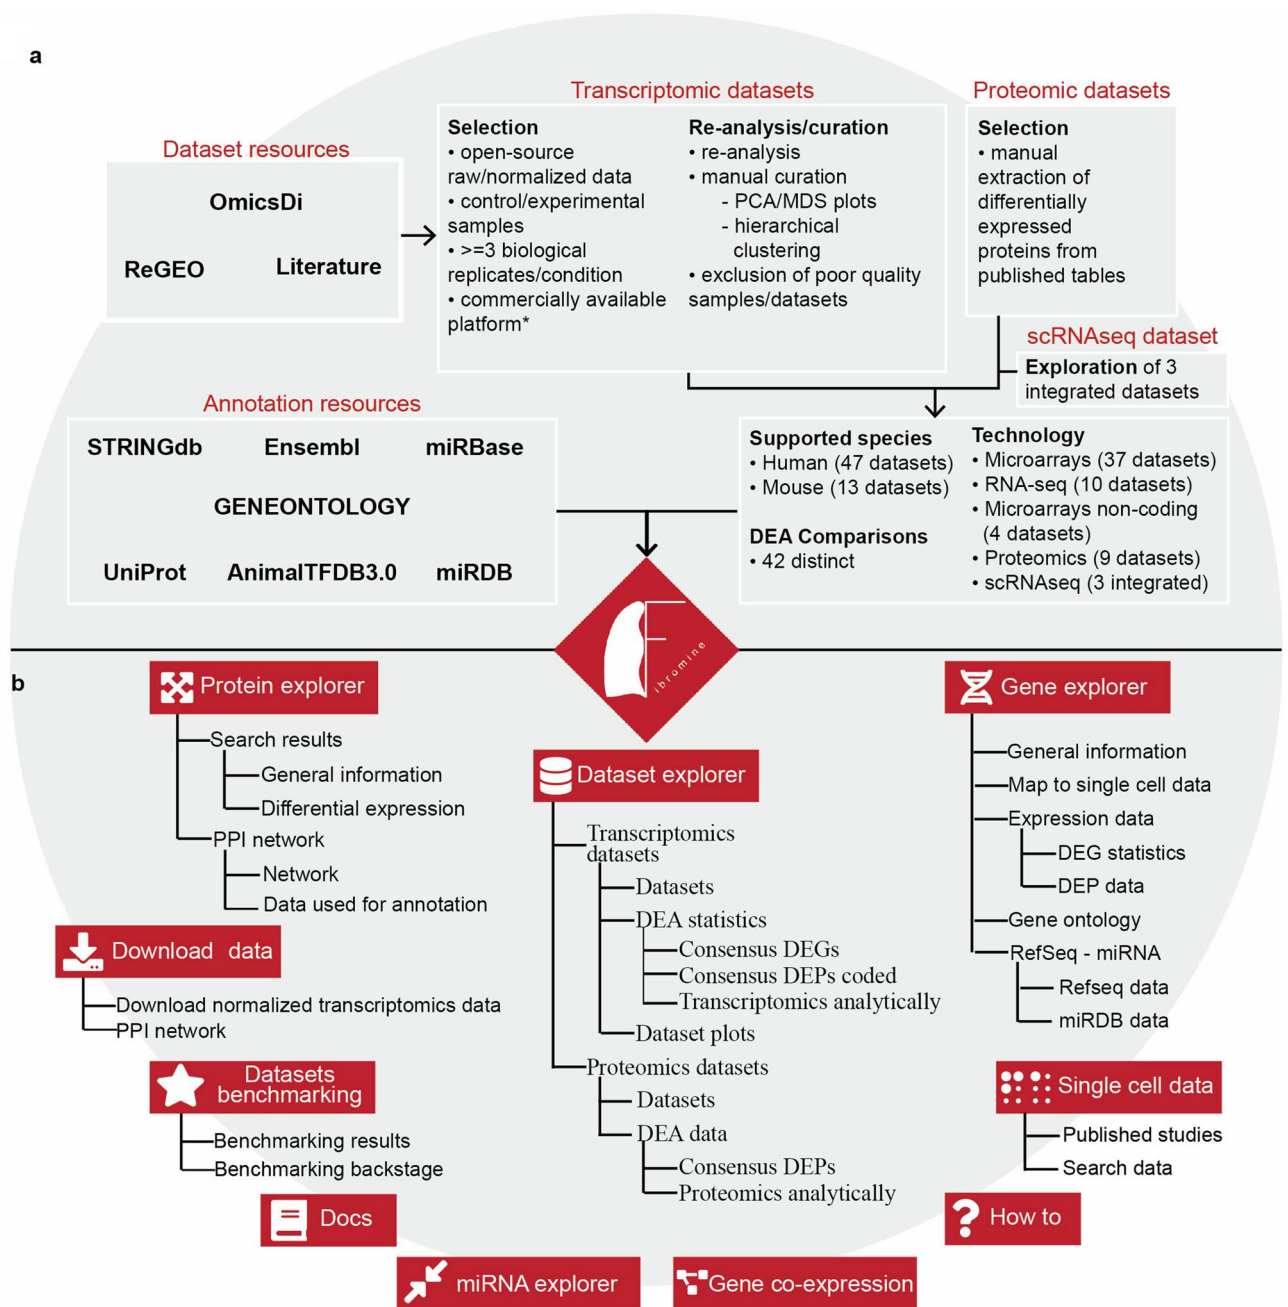 a
Dataset resources
OmicsDi
ReGEO
Literature
Transcriptomic datasets
Selection
• open-source
raw/normalized data
• control/experimental
samples
• >=3 biological
replicates/condition
• commercially available
platform*
Re-analysis/curation
• re-analysis
• manual curation
- PCA/MDS plots
- hierarchical
clustering
• exclusion of poor quality
samples/datasets
Proteomic datasets
Selection
• manual
extraction of
differentially
expressed
proteins from
published tables
scRNAseq dataset
Exploration of 3
integrated datasets
Annotation resources
STRINGdb
Ensembl
miRBase
GENEONTOLOGY
UniProt
AnimalTFDB3.0
miRDB
Supported species
• Human (47 datasets)
• Mouse (13 datasets)
DEA Comparisons
• 42 distinct
Technology
• Microarrays (37 datasets)
• RNA-seq (10 datasets)
• Microarrays non-coding
(4 datasets)
• Proteomics (9 datasets)
• scRNAseq (3 integrated)
F
ibromine
b
Protein explorer
Search results
General information
Differential expression
PPI network
Network
Data used for annotation
Download data
Download normalized transcriptomics data
PPI network
Datasets
benchmarking
Benchmarking results
Benchmarking backstage
Docs
miRNA explorer
Dataset explorer
Transcriptomics
datasets
Datasets
DEA statistics
Consensus DEGs
Consensus DEPs coded
Transcriptomics analytically
Dataset plots
Proteomics datasets
Datasets
DEA data
Consensus DEPs
Proteomics analytically
Gene co-expression
Gene explorer
General information
Map to single cell data
Expression data
DEG statistics
DEP data
Gene ontology
RefSeq - miRNA
Refseq data
miRDB data
Single cell data
Published studies
Search data
? How to